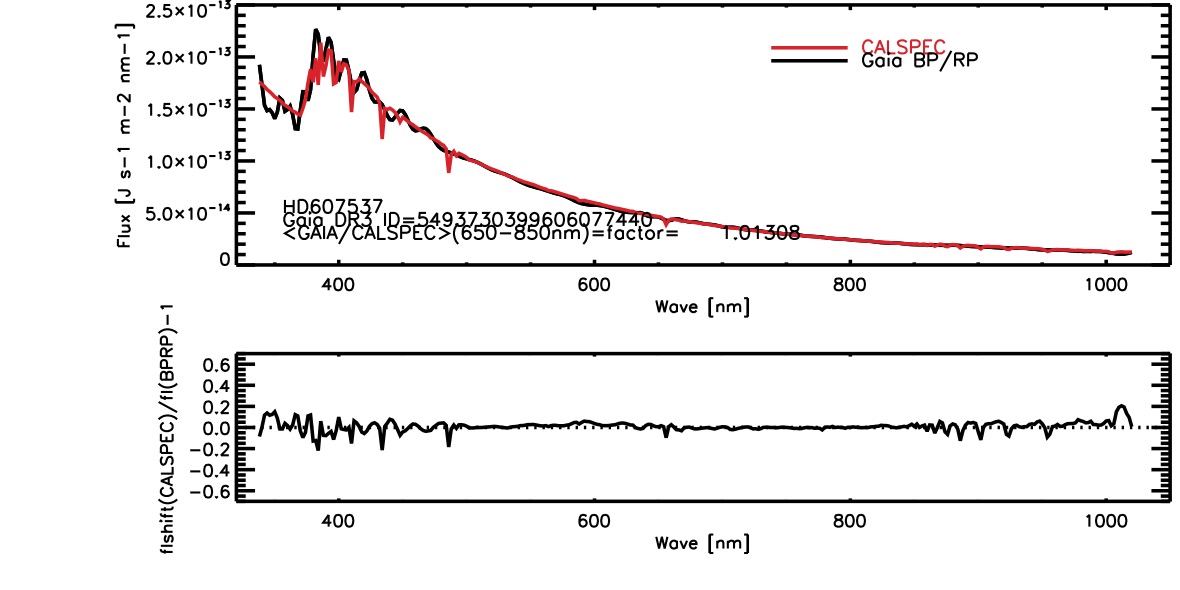 2.5×10−13
2.0×10−13
1.5×10−13
1.0×10−13
5.0×10−14
0
Flux [J s−1 m−2 nm−1]
CALSPEC
Gaia BP/RP
HD607537
Gaia DR3 ID=5493730399606077440
<GAIA/CALSPEC>(650−850nm)=factor= 1.01308
400 600 800 1000
Wave [nm]
flshift(CALSPEC)/fl(BPRP)−1
0.6
0.4
0.2
0.0
−0.2
−0.4
−0.6
400 600 800 1000
Wave [nm]